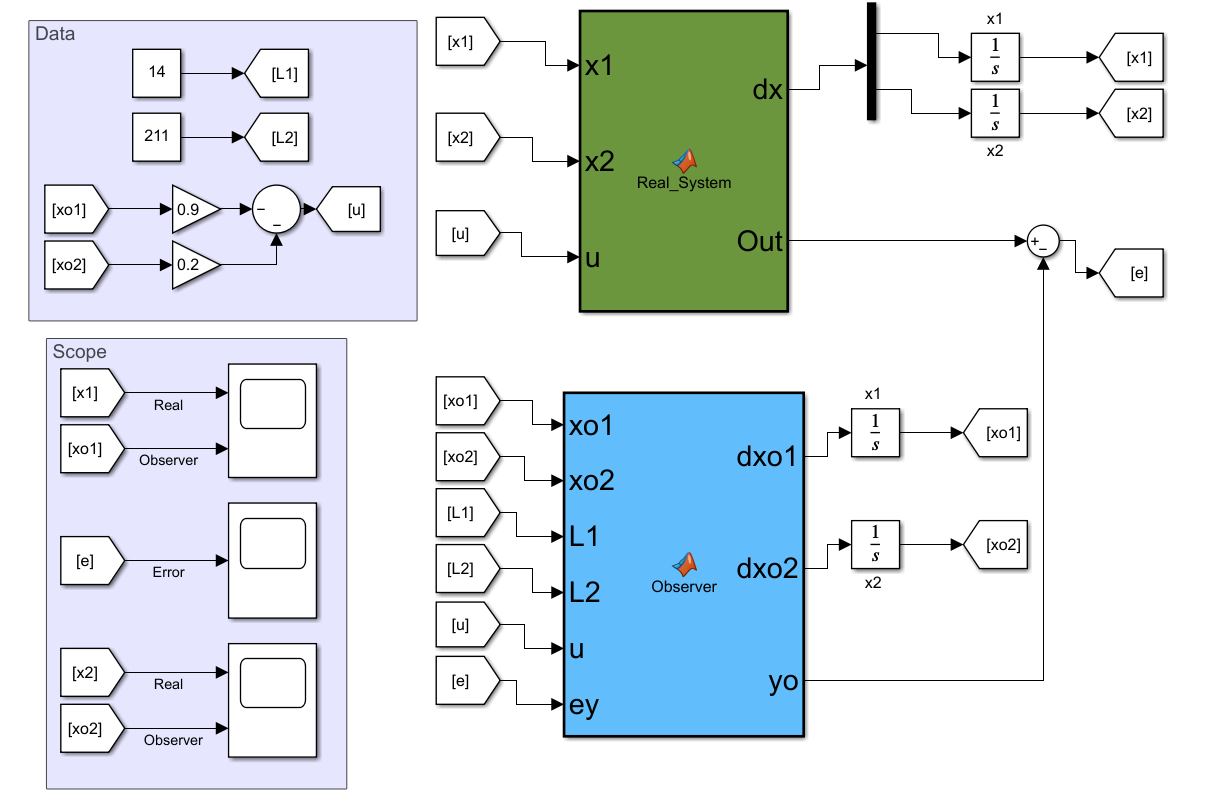 Data
14
[L1]
211
[L2]
[xo1]
0.9
−
−
[u]
[xo2]
0.2
Scope
[x1]
Real
[xo1]
Observer
[e]
Error
[x2]
Real
[xo2]
Observer
[x1]
[x2]
[u]
x1
x2
u
dx
Out
Real_System
x1
1
s
[x1]
1
s
x2
[x2]
+
−
[e]
[xo1]
[xo2]
[L1]
[L2]
[u]
[e]
xo1
xo2
L1
L2
u
ey
dxo1
dxo2
yo
Observer
x1
1
s
[xo1]
1
s
x2
[xo2]